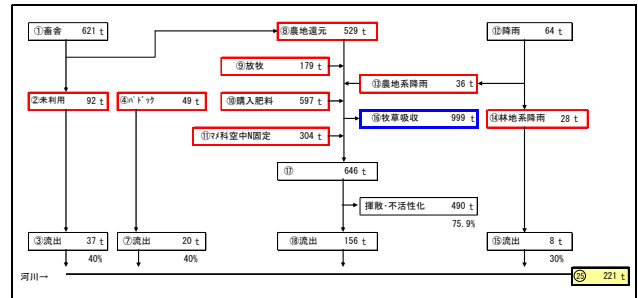 ①畜舎 621 t
⑧農地還元 529 t
⑫降雨 64 t
⑨放牧 179 t
⑬農地系降雨 36 t
②未利用 92 t
④パドック 49 t
⑩購入肥料 597 t
⑯牧草吸収 999 t
⑭林地系降雨 28 t
⑪マメ科空中N固定 304 t
⑰ 646 t
揮散・不活性化 490 t
75.9%
③流出 37 t
⑦流出 20 t
⑱流出 156 t
⑮流出 8 t
40%
40%
30%
河川→
㉕ 221 t